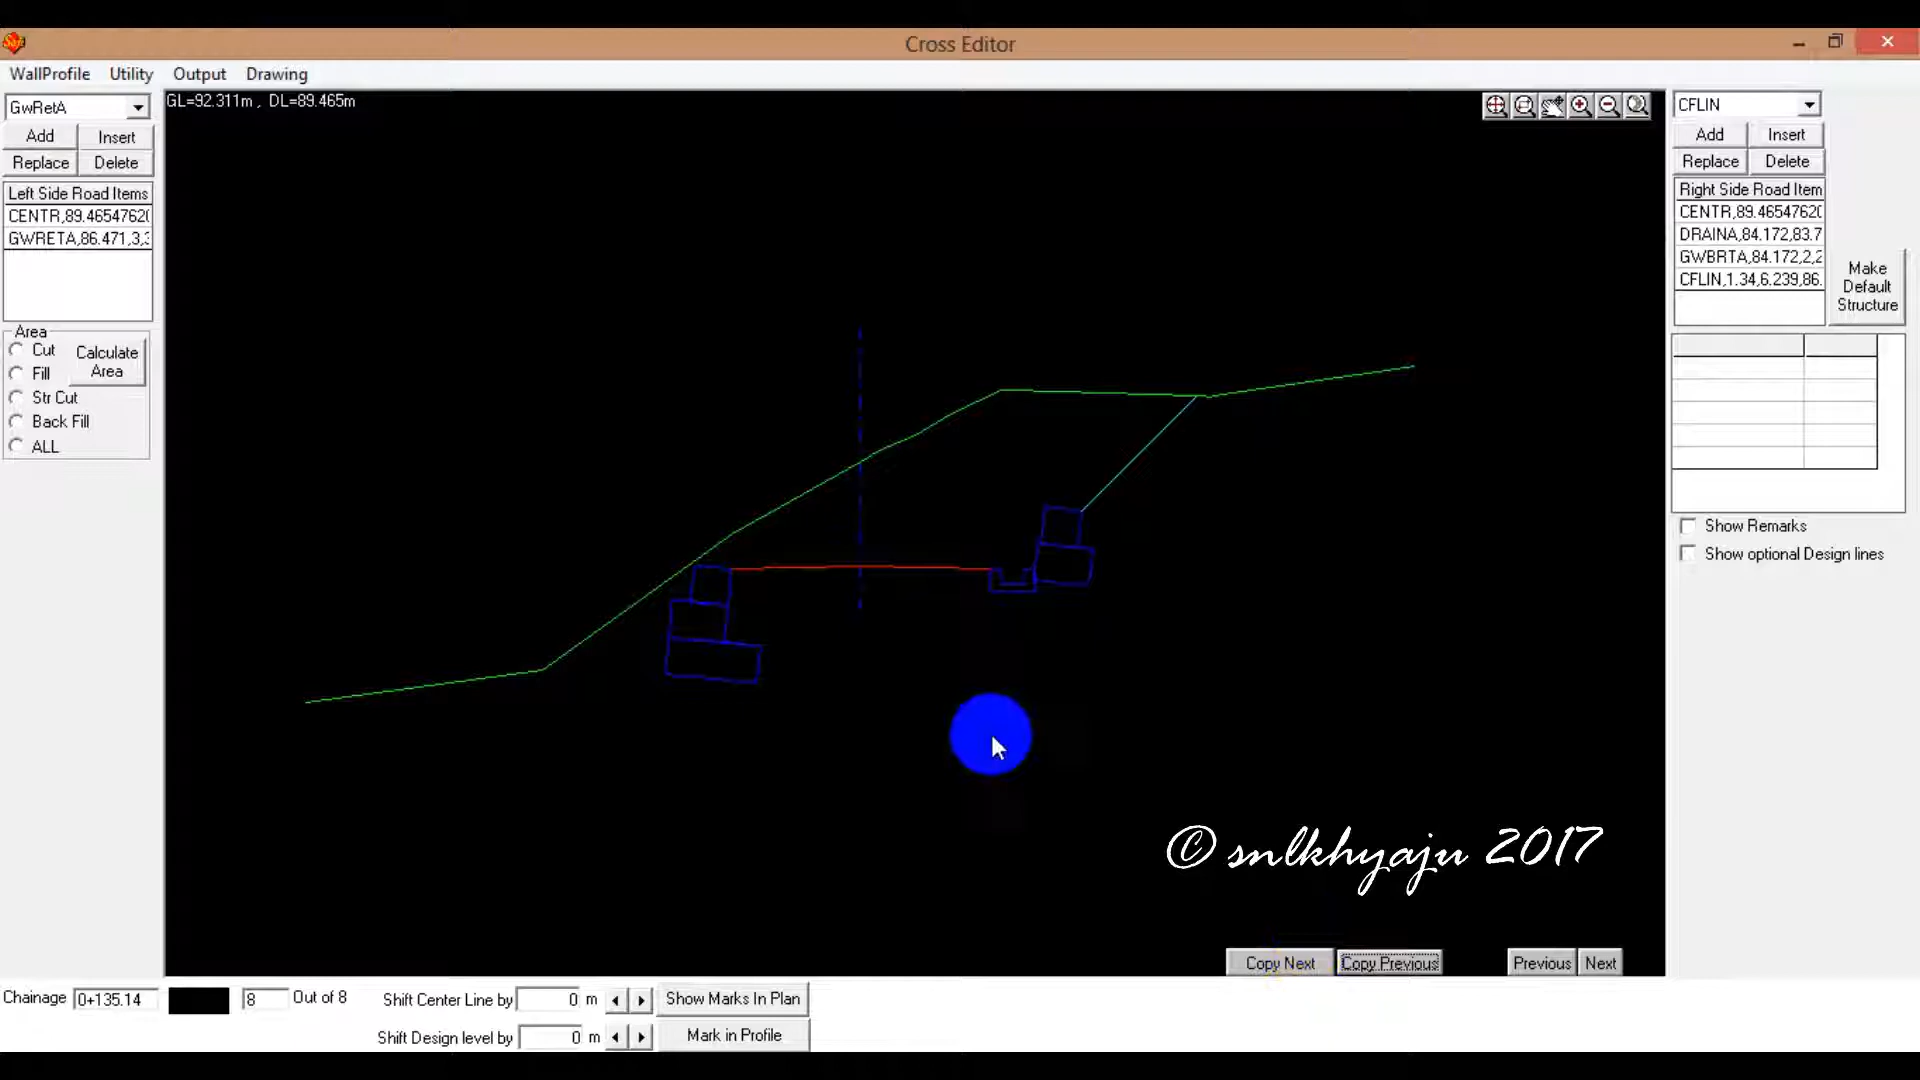 Soft
Cross Editor
WallProfile Utility Output Drawing
GwRetA
Add Insert
Replace Delete
Left Side Road Items
CENTR,89.4654762(
GWRETA,86.471,3,
Area
Cut
Fill
Str Cut
Back Fill
ALL
Calculate
Area
GL=92.311m , DL=89.465m
CFLIN
Add Insert
Replace Delete
Right Side Road Item
CENTR,89.4654762(
DRAINA,84.172,83.7
GWBRTA,84.172,2,2
CFLIN,1.34,6.239,86.
Make
Default
Structure
Show Remarks
Show optional Design lines
© snlkhyaju 2017
Copy Next Copy Previous Previous Next
Chainage 0+135.14 8 Out of 8 Shift Center Line by 0 m Show Marks In Plan
Shift Design level by 0 m Mark in Profile